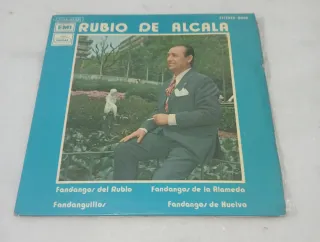 RUBIO DE ALCALA
Fandangos del Rubio Fandangos de la Alameda
Fandanguillos Fandangos de Huelva